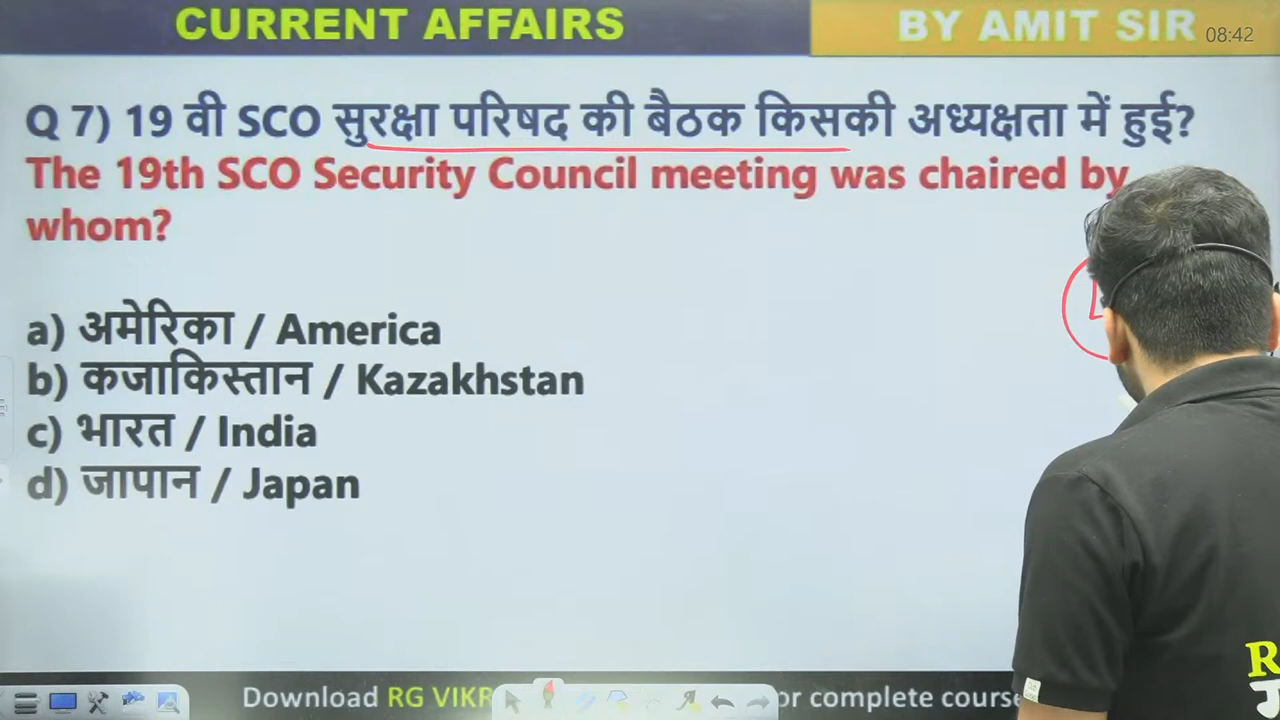 CURRENT AFFAIRS
BY AMIT SIR
08:42
Q 7) 19 वी SCO सुरक्षा परिषद की बैठक किसकी अध्यक्षता में हुई?
The 19th SCO Security Council meeting was chaired by
whom?
a) अमेरिका / America
b) कजाकिस्तान / Kazakhstan
c) भारत / India
d) जापान / Japan
Download RG VIKR
or complete course